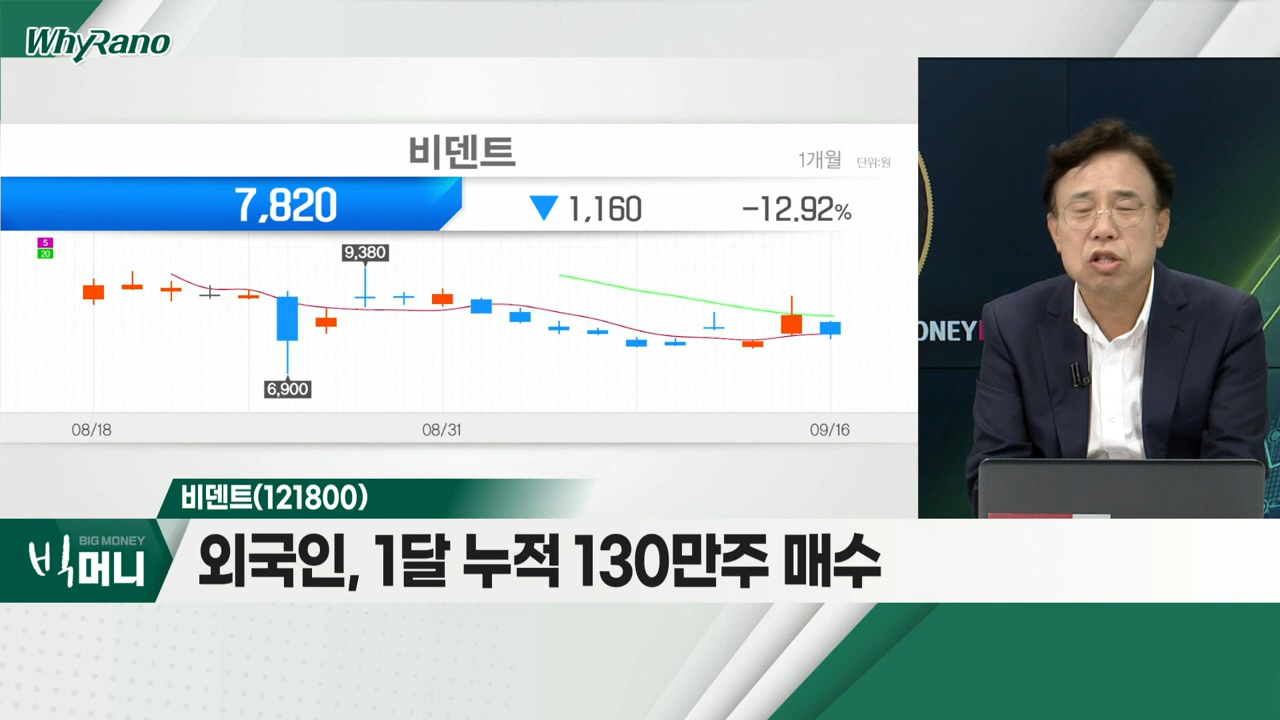 WhyRano
비덴트
1개월 단위:원
7,820 ▼ 1,160 -12.92%
5
20
9,380
6,900
08/18 08/31 09/16
ONEY
비덴트(121800)
BIG MONEY
빅머니
외국인, 1달 누적 130만주 매수